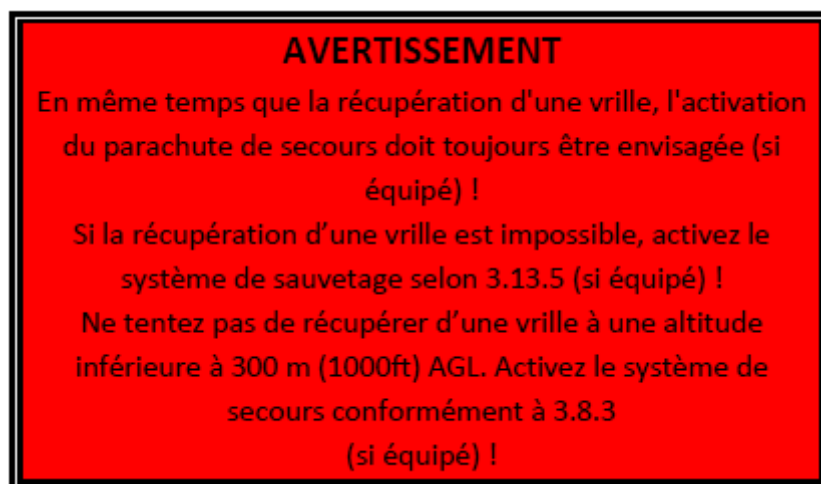 AVERTISSEMENT
En même temps que la récupération d'une vrille, l'activation
du parachute de secours doit toujours être envisagée (si
équipé) !
Si la récupération d’une vrille est impossible, activez le
système de sauvetage selon 3.13.5 (si équipé) !
Ne tentez pas de récupérer d’une vrille à une altitude
inférieure à 300 m (1000ft) AGL. Activez le système de
secours conformément à 3.8.3
(si équipé) !